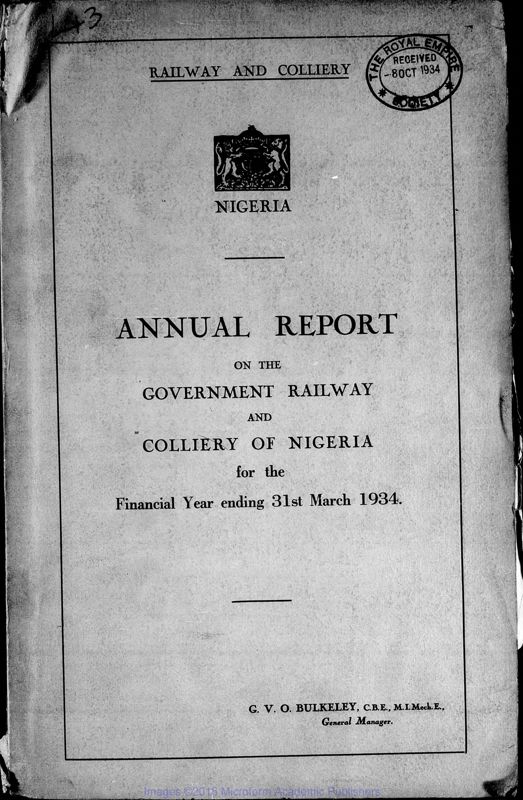 43
RAILWAY AND COLLIERY
THE ROYAL EMPIRE SOCIETY
RECEIVED
-8 OCT 1934
NIGERIA
ANNUAL REPORT
ON THE
GOVERNMENT RAILWAY
AND
COLLIERY OF NIGERIA
for the
Financial Year ending 31st March 1934.
G. V. O. BULKELEY, C.B.E., M.I.Mech.E.,
General Manager.
Images ©2015 Microform Academic Publishers